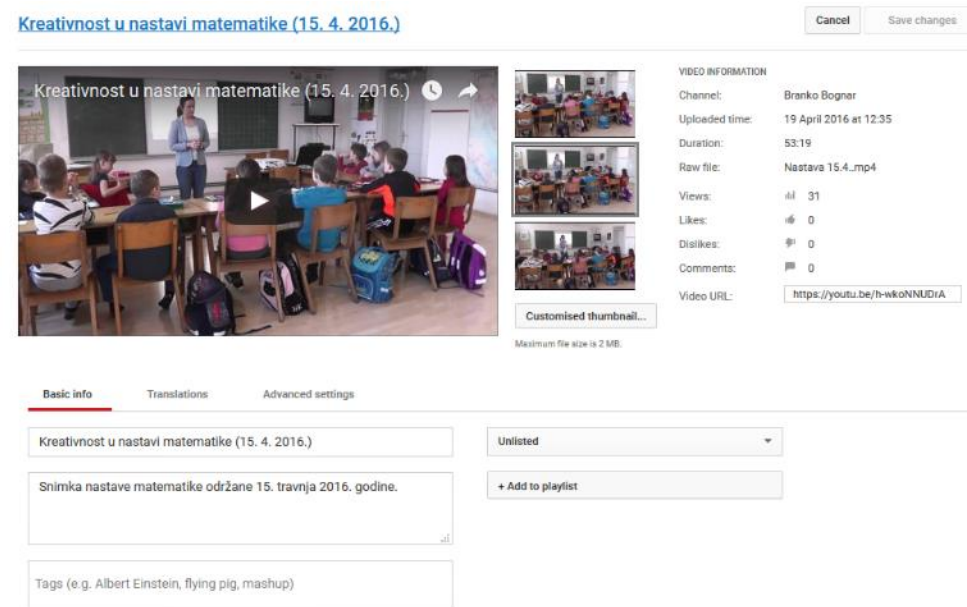 Kreativnost u nastavi matematike (15. 4. 2016.)
Cancel
Save changes
Kreativnost u nastavi matematike (15. 4. 2016.)
VIDEO INFORMATION
Channel: Branko Bognar
Uploaded time: 19 April 2016 at 12:35
Duration: 53:19
Raw file: Nastava 15.4._.mp4
Views: 31
Likes: 0
Dislikes: 0
Comments: 0
Video URL: https://youtu.be/h-wkoNNUDrA
Customised thumbnail...
Maximum file size is 2 MB.
Basic info
Translations
Advanced settings
Kreativnost u nastavi matematike (15. 4. 2016.)
Unlisted
Snimka nastave matematike održane 15. travnja 2016. godine.
+ Add to playlist
Tags (e.g. Albert Einstein, flying pig, mashup)